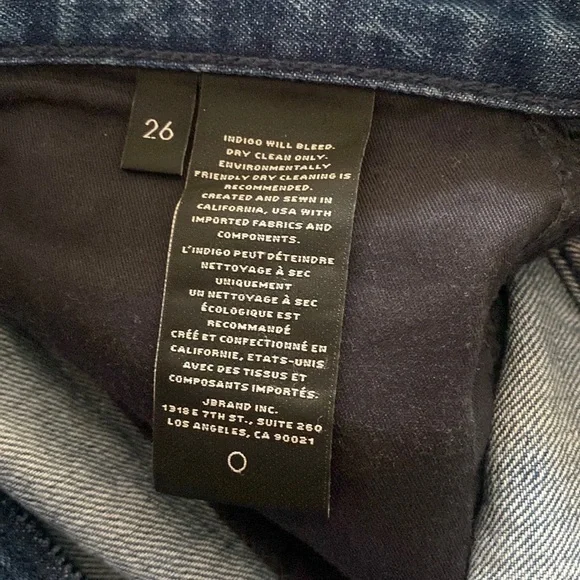 26
INDIGO WILL BLEED.
DRY CLEAN ONLY.
ENVIRONMENTALLY
FRIENDLY DRY CLEANING IS
RECOMMENDED.
CREATED AND SEWN IN
CALIFORNIA, USA WITH
IMPORTED FABRICS AND
COMPONENTS.
L'INDIGO PEUT DÉTEINDRE
NETTOYAGE À SEC
UNIQUEMENT
UN NETTOYAGE À SEC
ÉCOLOGIQUE EST
RECOMMANDÉ
CRÉÉ ET CONFECTIONNÉ EN
CALIFORNIE, ETATS-UNIS
AVEC DES TISSUS ET
COMPOSANTS IMPORTÉS.
JBRAND INC.
1318 E 7TH ST., SUITE 260
LOS ANGELES, CA 90021